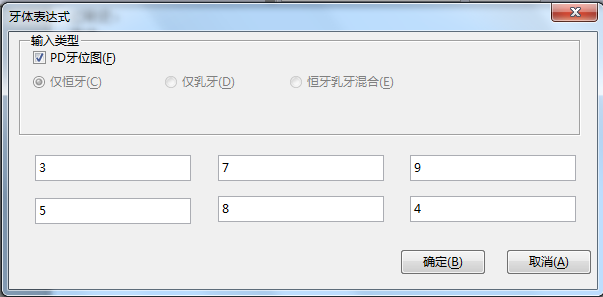 牙体表达式
输入类型
PD牙位图(F)
仅恒牙(C) 仅乳牙(D) 恒牙乳牙混合(E)
3 7 9
5 8 4
确定(B) 取消(A)